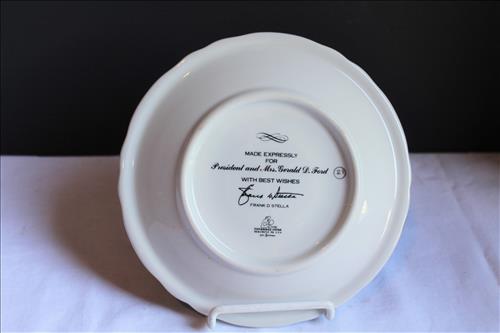 MADE EXPRESSLY
FOR
President and Mrs. Gerald D. Ford
WITH BEST WISHES
FRANK D STELLA